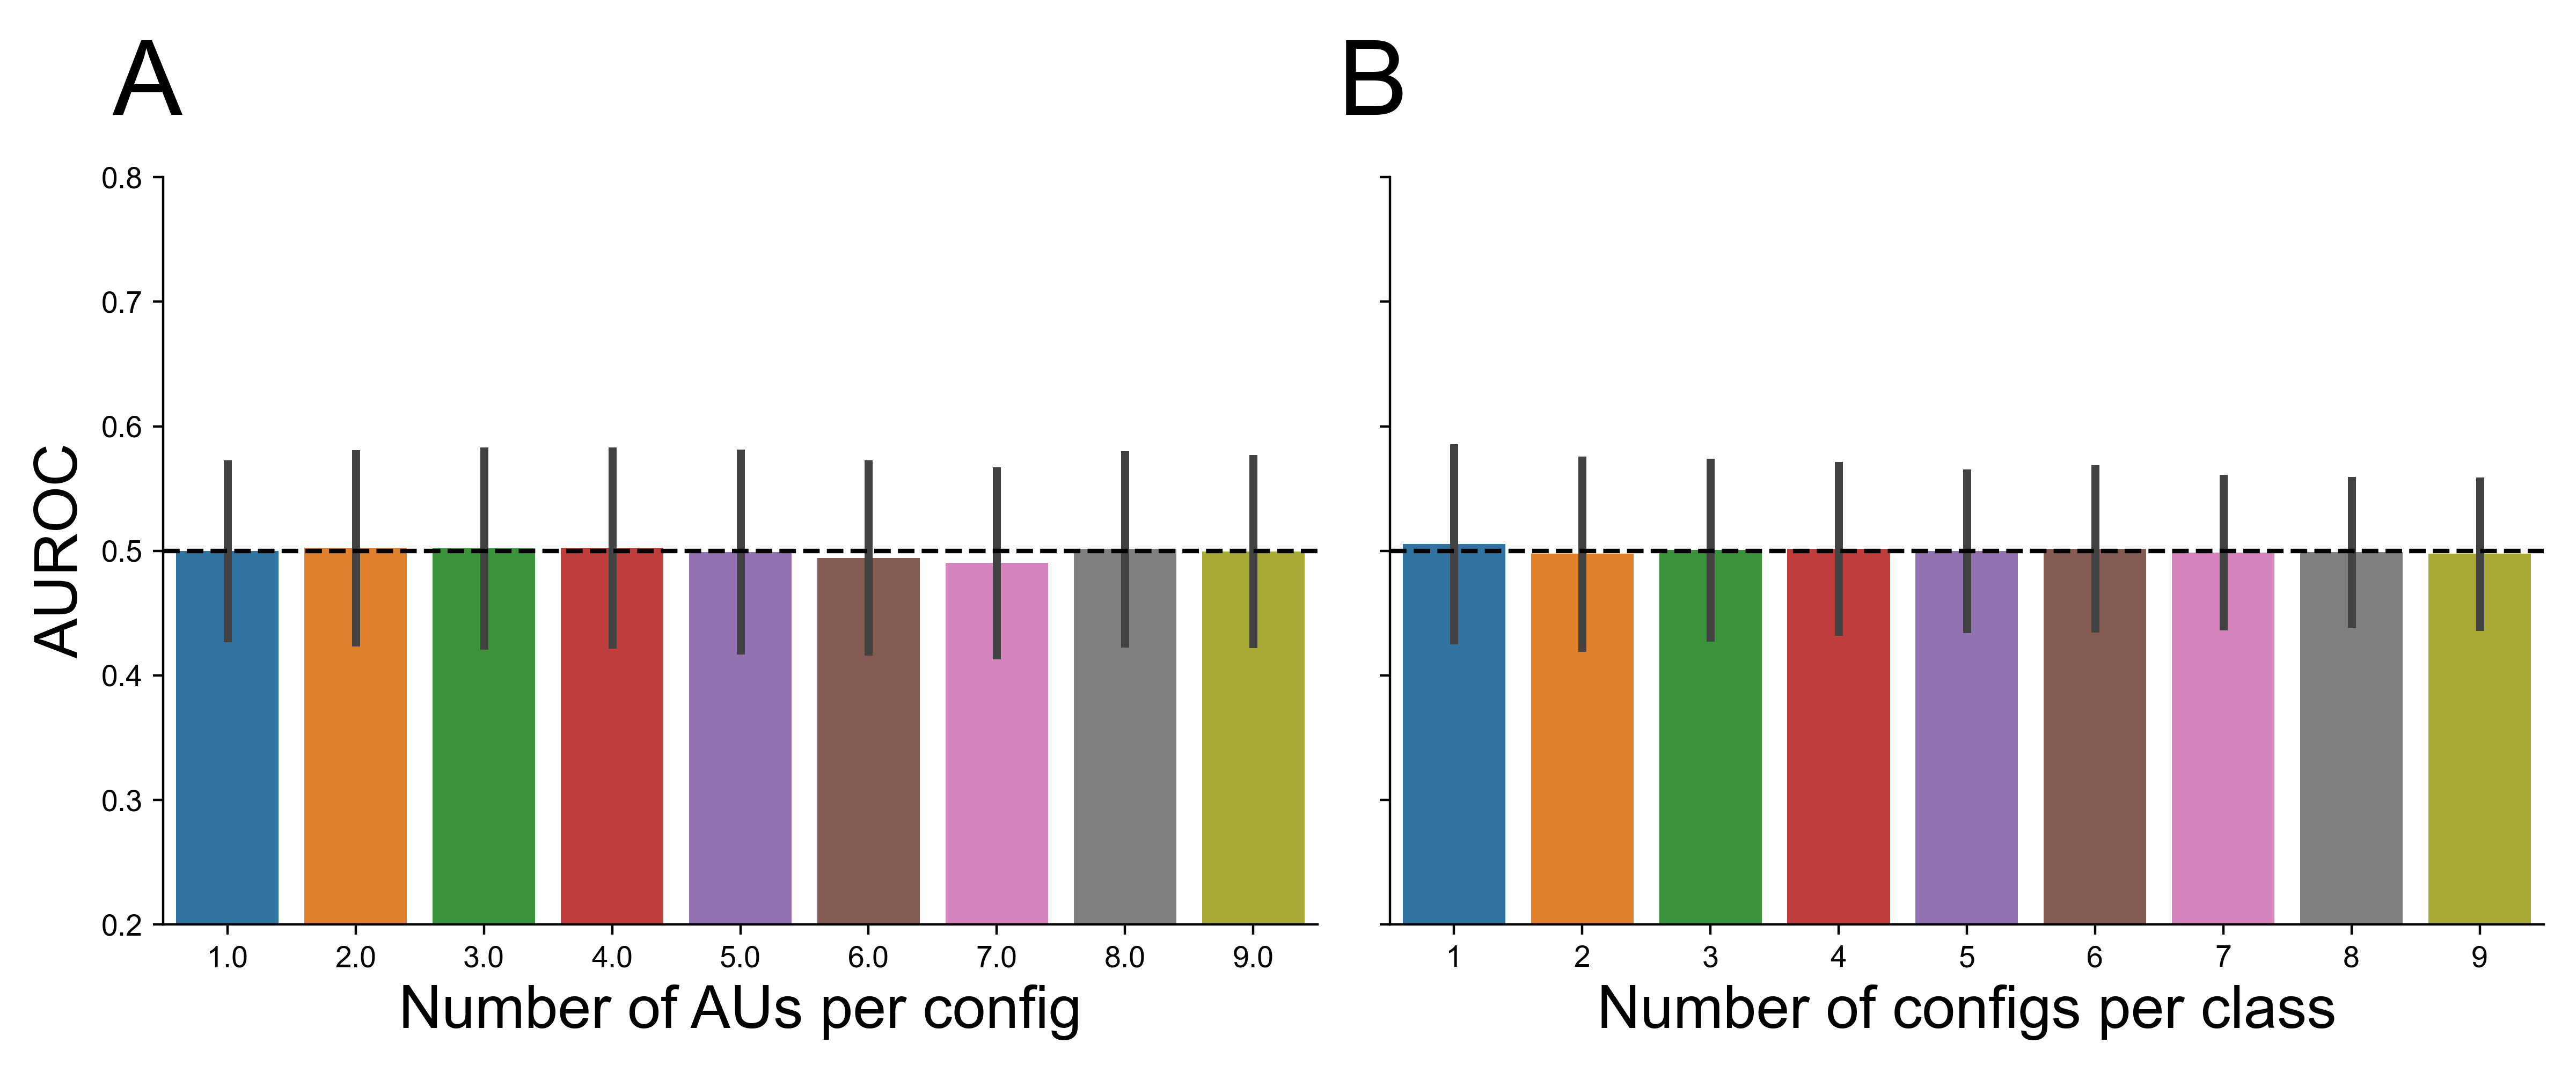 A
B
AUROC
0.8
0.7
0.6
0.5
0.4
0.3
0.2
1.0 2.0 3.0 4.0 5.0 6.0 7.0 8.0 9.0
Number of AUs per config
1 2 3 4 5 6 7 8 9
Number of configs per class